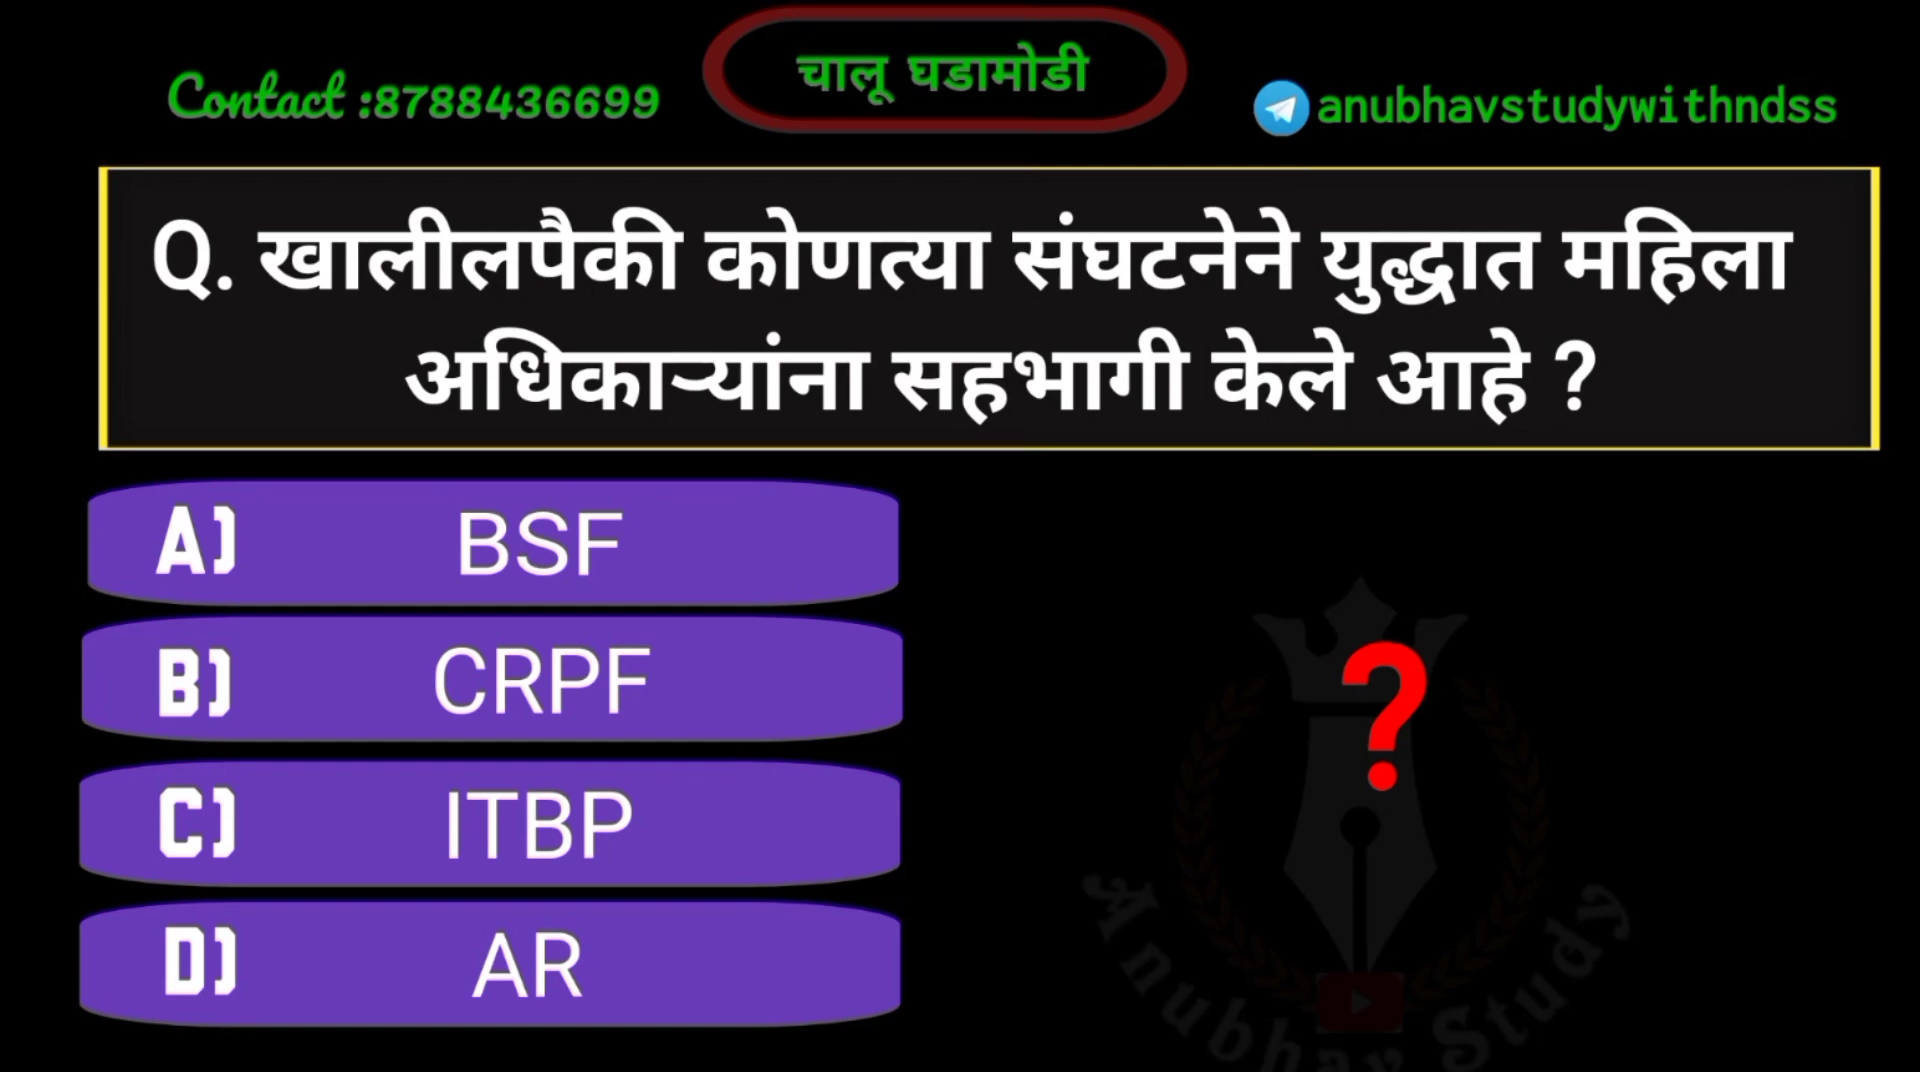 चालू घडामोडी
Contact :8788436699
anubhavstudywithndss
Q. खालीलपैकी कोणत्या संघटनेने युद्धात महिला
अधिकाऱ्यांना सहभागी केले आहे ?
A) BSF
B) CRPF
C) ITBP
D) AR
?
Anubhav Study